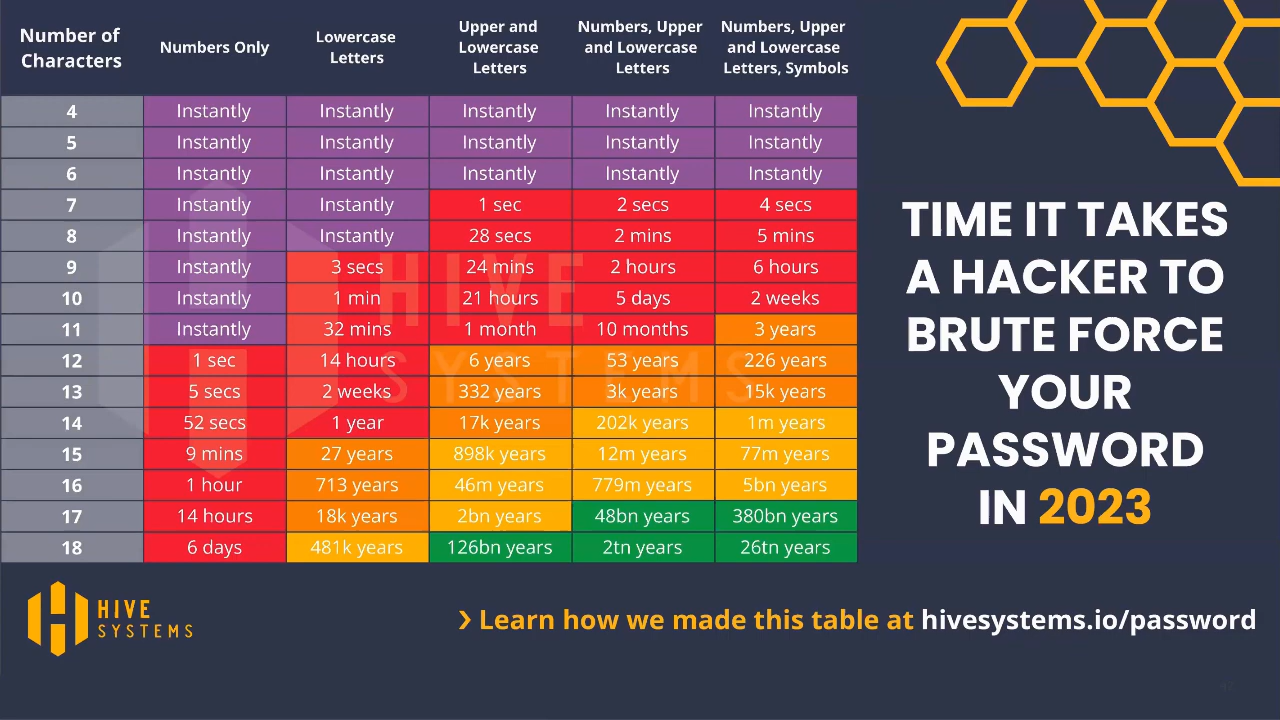 Number of Characters Numbers Only Lowercase Letters Upper and Lowercase Letters Numbers, Upper and Lowercase Letters Numbers, Upper and Lowercase Letters, Symbols
4 Instantly Instantly Instantly Instantly Instantly
5 Instantly Instantly Instantly Instantly Instantly
6 Instantly Instantly Instantly Instantly Instantly
7 Instantly Instantly 1 sec 2 secs 4 secs
8 Instantly Instantly 28 secs 2 mins 5 mins
9 Instantly 3 secs 24 mins 2 hours 6 hours
10 Instantly 1 min 21 hours 5 days 2 weeks
11 Instantly 32 mins 1 month 10 months 3 years
12 1 sec 14 hours 6 years 53 years 226 years
13 5 secs 2 weeks 332 years 3k years 15k years
14 52 secs 1 year 17k years 202k years 1m years
15 9 mins 27 years 898k years 12m years 77m years
16 1 hour 713 years 46m years 779m years 5bn years
17 14 hours 18k years 2bn years 48bn years 380bn years
18 6 days 481k years 126bn years 2tn years 26tn years
HIVE
SYSTEMS
TIME IT TAKES
A HACKER TO
BRUTE FORCE
YOUR
PASSWORD
IN 2023
HIVE
SYSTEMS
› Learn how we made this table at hivesystems.io/password